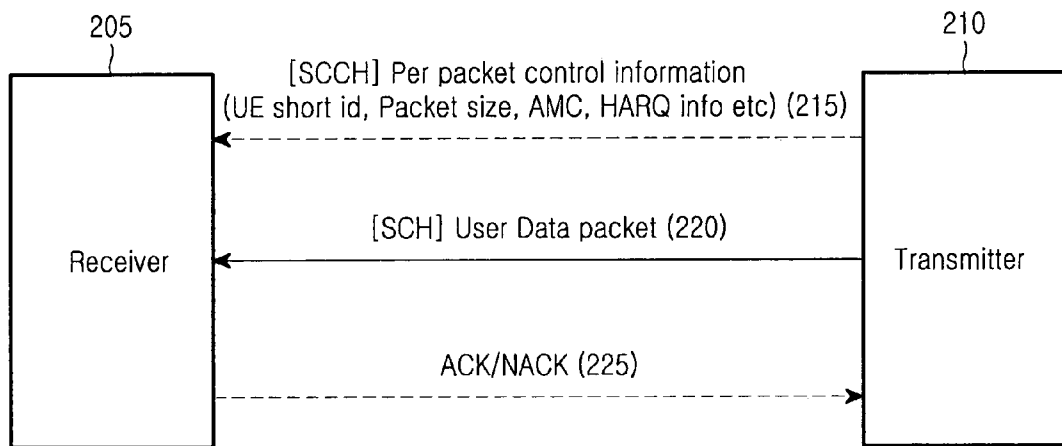 205
210
[SCCH] Per packet control information
(UE short id, Packet size, AMC, HARQ info etc) (215)
[SCH] User Data packet (220)
Receiver
Transmitter
ACK/NACK (225)